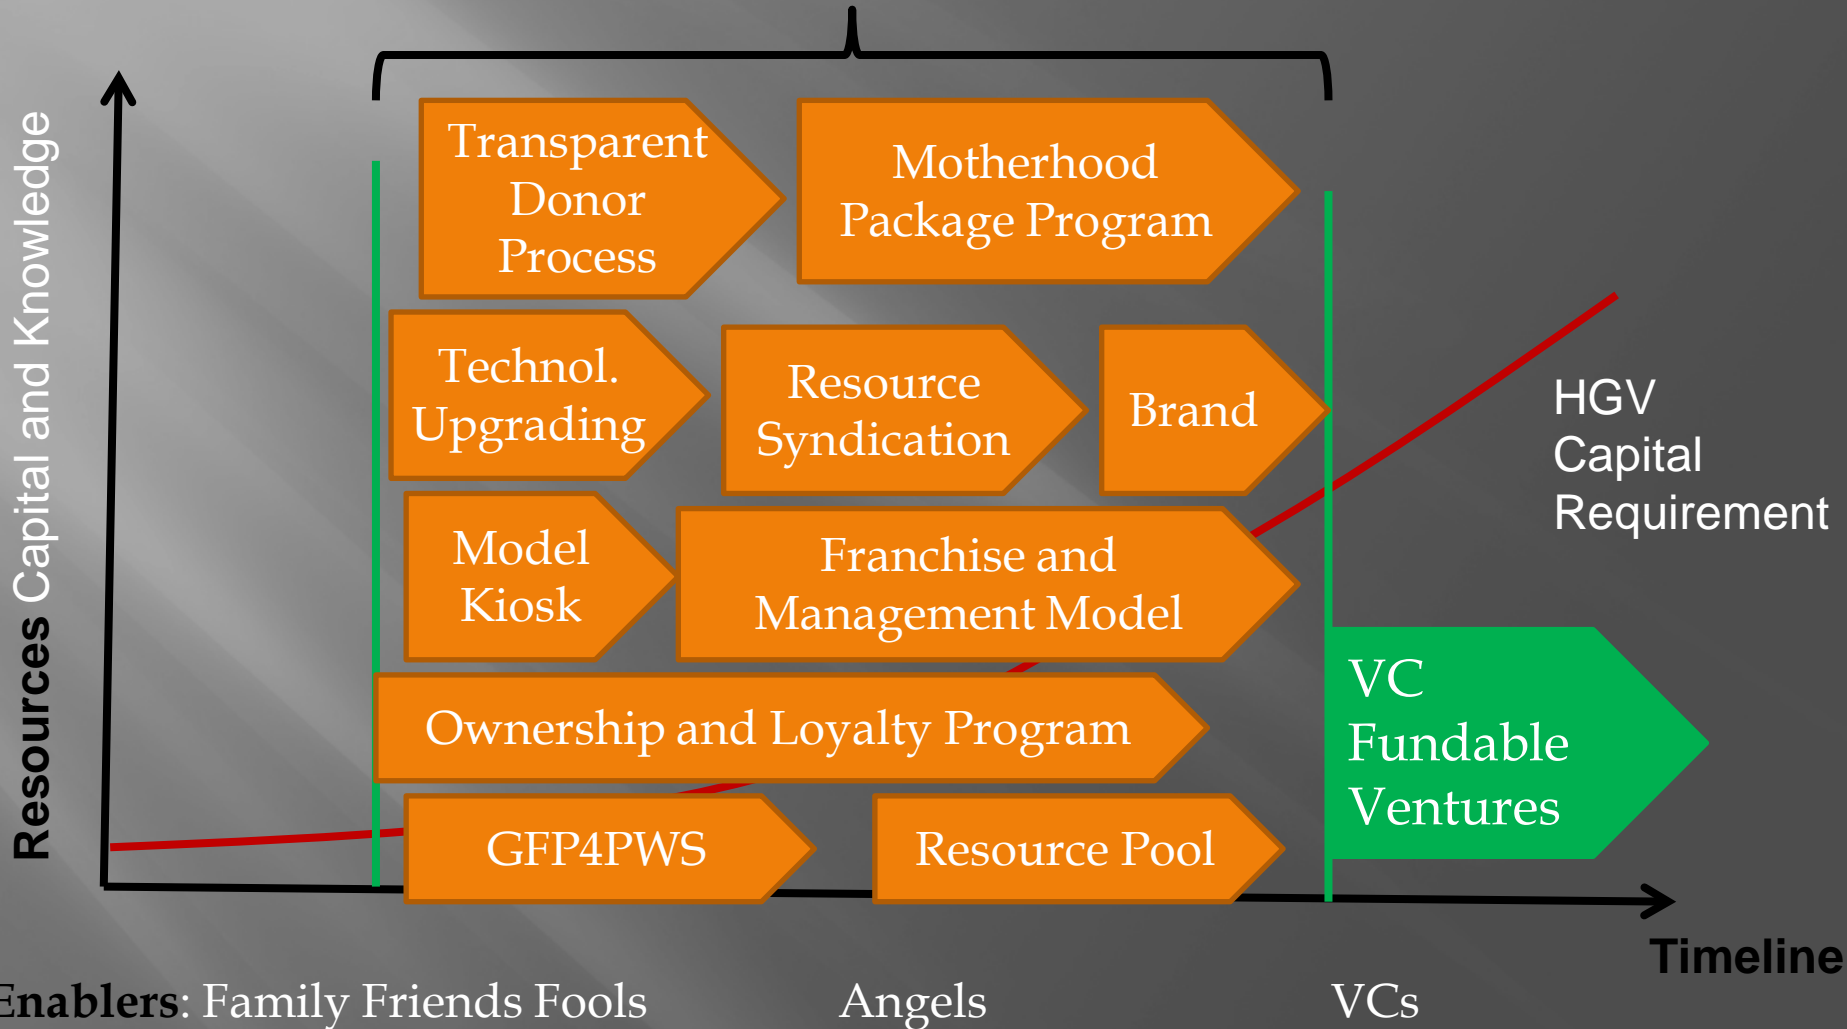 Resources Capital and Knowledge
Transparent
Donor
Process
Motherhood
Package Program
Technol.
Upgrading
Resource
Syndication
Brand
HGV
Capital
Requirement
Model
Kiosk
Franchise and
Management Model
Ownership and Loyalty Program
VC
Fundable
Ventures
GFP4PWS
Resource Pool
Timeline
Enablers: Family Friends Fools Angels VCs